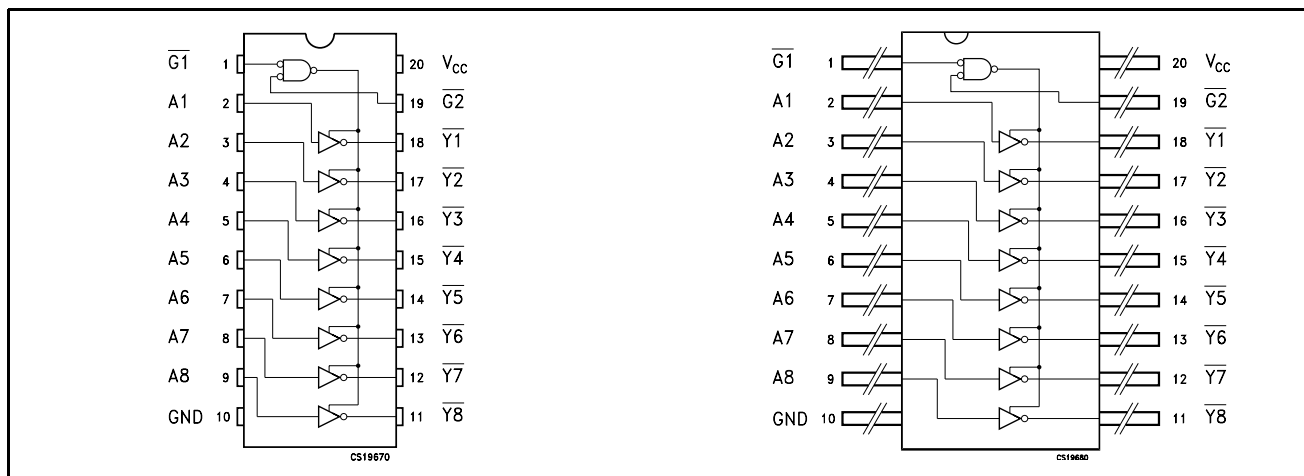 G1 1 20 VCC
A1 2 19 G2
A2 3 18 Y1
A3 4 17 Y2
A4 5 16 Y3
A5 6 15 Y4
A6 7 14 Y5
A7 8 13 Y6
A8 9 12 Y7
GND 10 11 Y8
CS19670
G1 1 20 VCC
A1 2 19 G2
A2 3 18 Y1
A3 4 17 Y2
A4 5 16 Y3
A5 6 15 Y4
A6 7 14 Y5
A7 8 13 Y6
A8 9 12 Y7
GND 10 11 Y8
CS19680